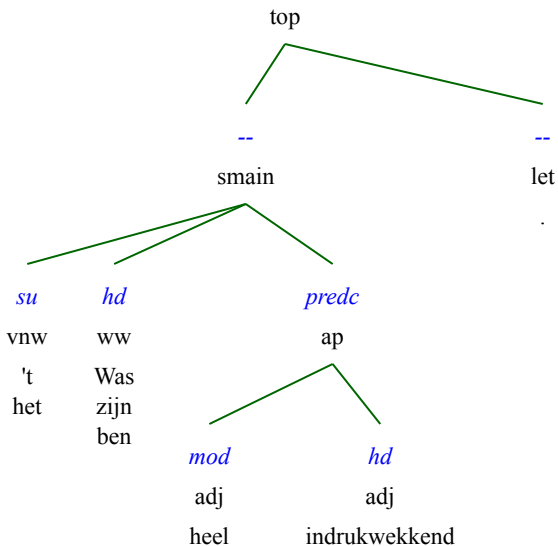 top
-- --
smain let
.
su hd predc
vnw ww ap
't Was
het zijn
ben
mod hd
adj adj
heel indrukwekkend